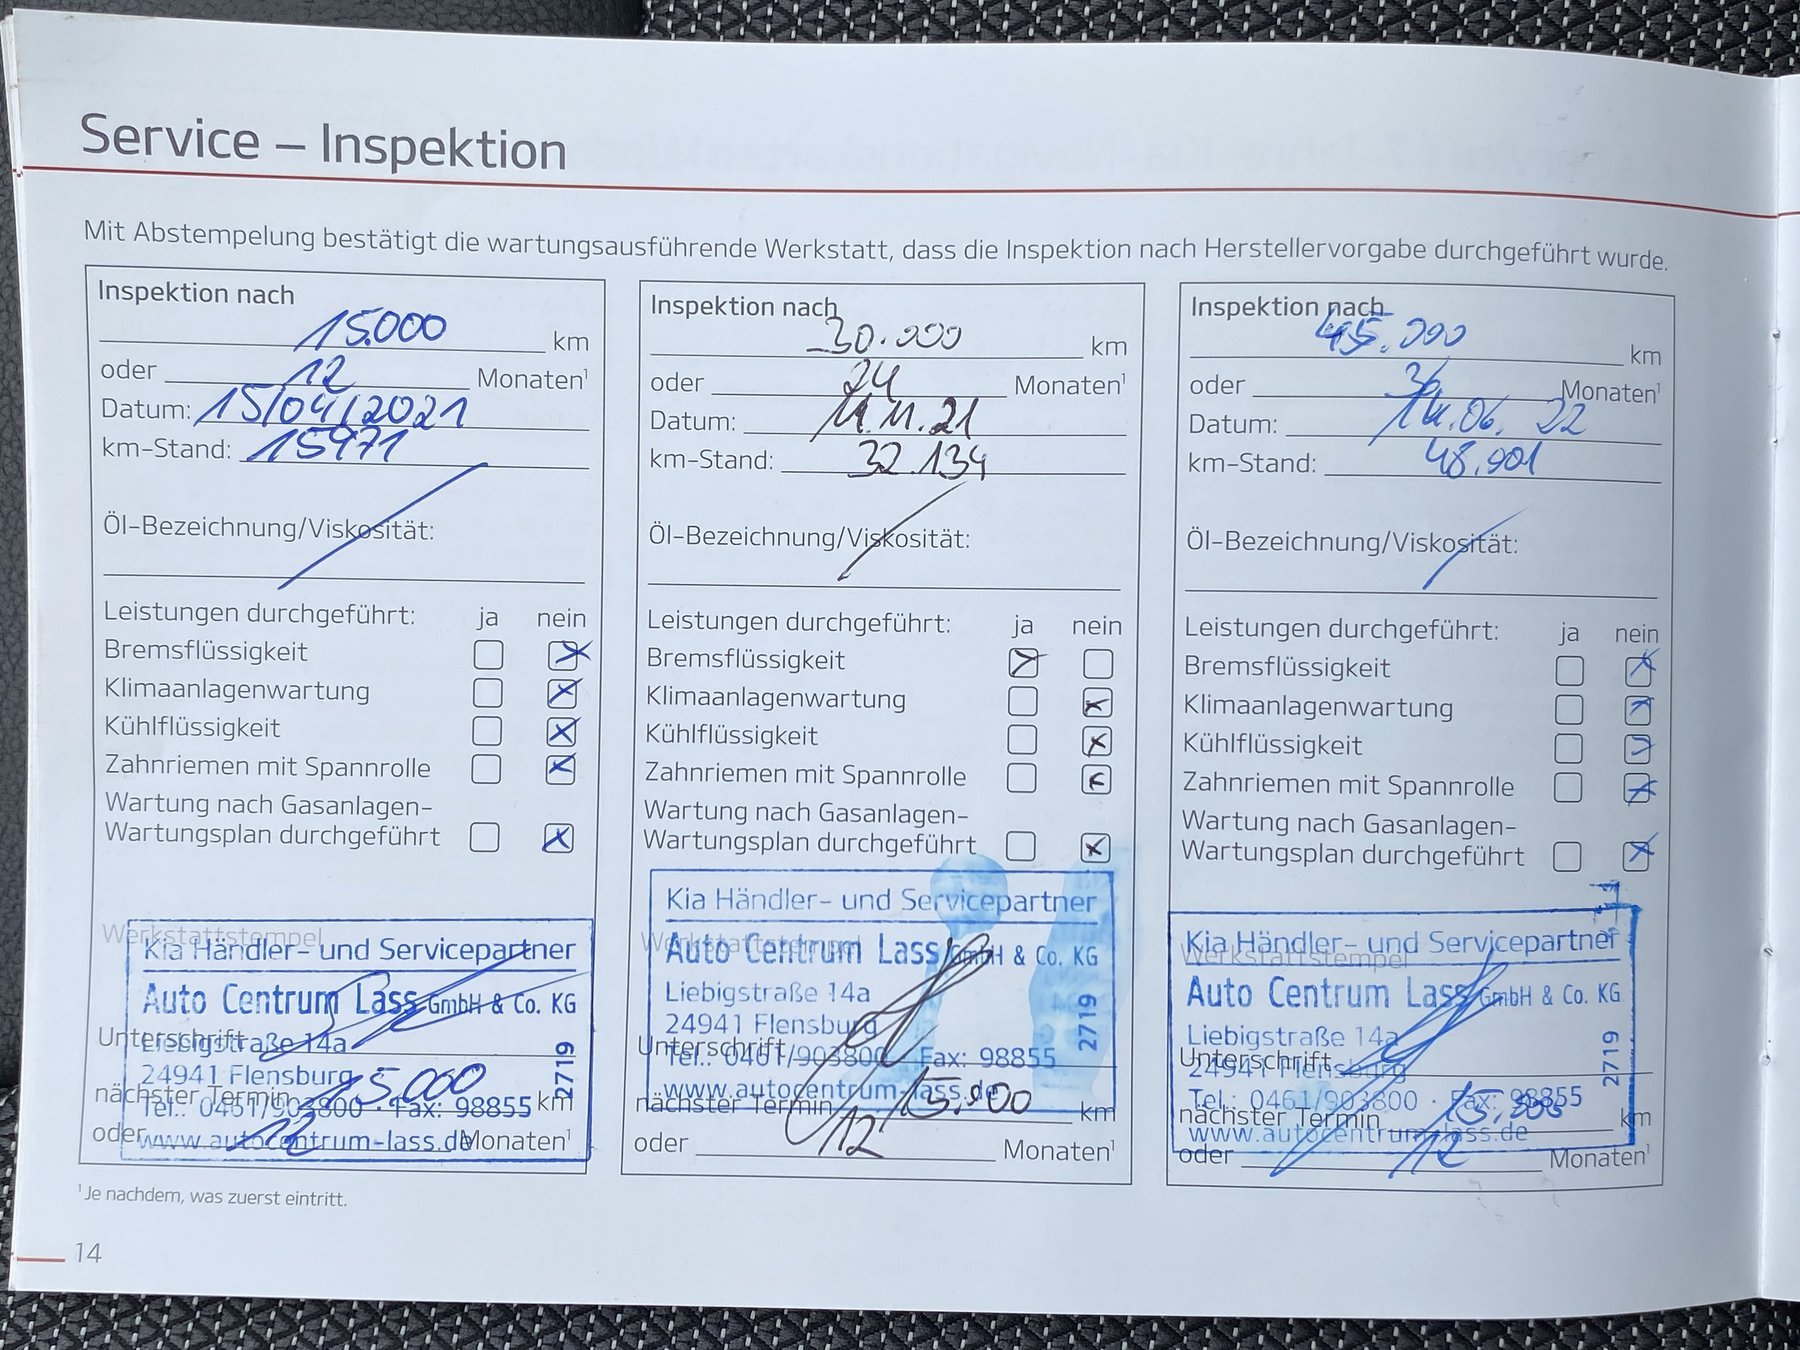 Service – Inspektion
Mit Abstempelung bestätigt die wartungsausführende Werkstatt, dass die Inspektion nach Herstellervorgabe durchgeführt wurde.
Inspektion nach
15.000 km
oder 12 Monaten¹
Datum: 15/04/2021
km-Stand: 15971
Öl-Bezeichnung/Viskosität:
Leistungen durchgeführt: ja nein
Bremsflüssigkeit
Klimaanlagenwartung
Kühlflüssigkeit
Zahnriemen mit Spannrolle
Wartung nach Gasanlagen-
Wartungsplan durchgeführt
Werkstattstempel
Kia Händler- und Servicepartner
Auto Centrum Lass GmbH & Co. KG
Liebigstraße 14a
24941 Flensburg
Tel.: 0461/903800 · Fax: 98855
www.autocentrum-lass.de
2719
Unterschrift
nächster Termin 15.000 km
oder 12 Monaten¹
Inspektion nach
30.000 km
oder 24 Monaten¹
Datum: 11.11.21
km-Stand: 32.134
Öl-Bezeichnung/Viskosität:
Leistungen durchgeführt: ja nein
Bremsflüssigkeit
Klimaanlagenwartung
Kühlflüssigkeit
Zahnriemen mit Spannrolle
Wartung nach Gasanlagen-
Wartungsplan durchgeführt
Werkstattstempel
Kia Händler- und Servicepartner
Auto Centrum Lass GmbH & Co. KG
Liebigstraße 14a
24941 Flensburg
Tel.: 0461/903800 Fax: 98855
www.autocentrum-lass.de
2719
Unterschrift
nächster Termin 15.000 km
oder 12 Monaten¹
Inspektion nach
45.000 km
oder 36 Monaten¹
Datum: 14.06.22
km-Stand: 48.901
Öl-Bezeichnung/Viskosität:
Leistungen durchgeführt: ja nein
Bremsflüssigkeit
Klimaanlagenwartung
Kühlflüssigkeit
Zahnriemen mit Spannrolle
Wartung nach Gasanlagen-
Wartungsplan durchgeführt
Werkstattstempel
Kia Händler- und Servicepartner
Auto Centrum Lass GmbH & Co. KG
Liebigstraße 14a
24941 Flensburg
Tel.: 0461/903800 · Fax: 98855
www.autocentrum-lass.de
2719
Unterschrift
nächster Termin 15.000 km
oder 12 Monaten¹
¹ Je nachdem, was zuerst eintritt.
14